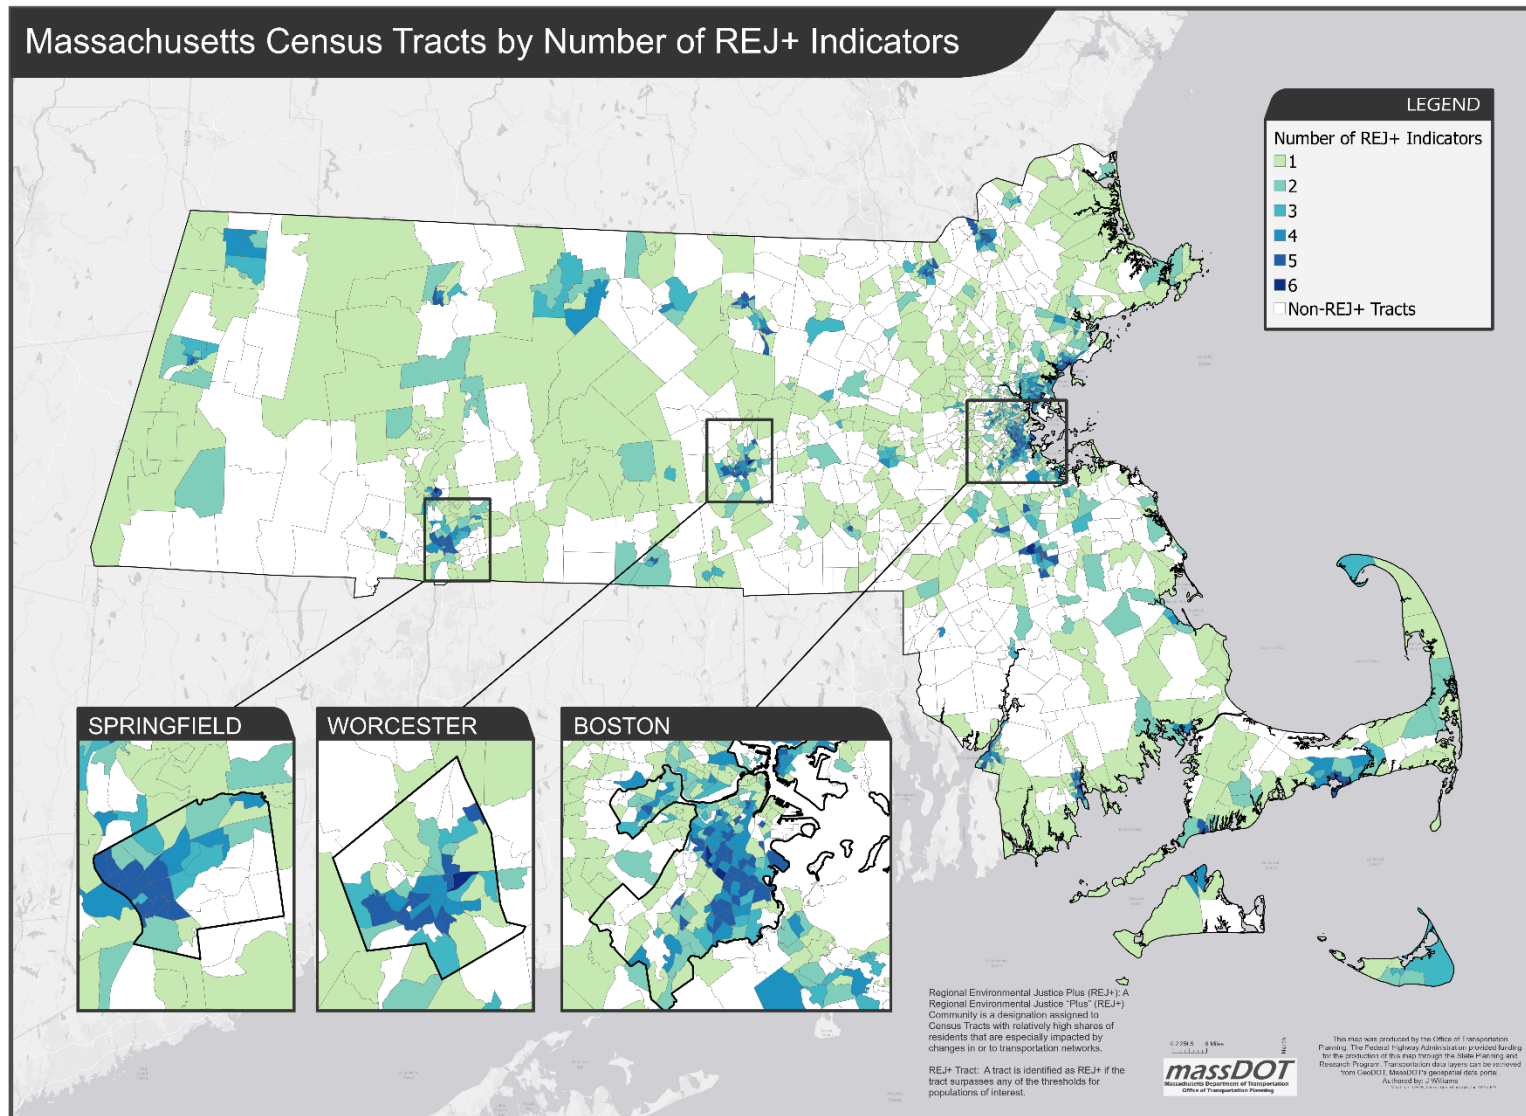 Massachusetts Census Tracts by Number of REJ+ Indicators
LEGEND
Number of REJ+ Indicators
1
2
3
4
5
6
Non-REJ+ Tracts
SPRINGFIELD
WORCESTER
BOSTON
Regional Environmental Justice Plus (REJ+): A
Regional Environmental Justice "Plus" (REJ+)
Community is a designation assigned to
Census Tracts with relatively high shares of
residents that are especially impacted by
changes in or to transportation networks.
REJ+ Tract: A tract is identified as REJ+ if the
tract surpasses any of the thresholds for
populations of interest.
North
massDOT
Massachusetts Department of Transportation
Office of Transportation Planning
This map was produced by the Office of Transportation
Planning. The Federal Highway Administration provided funding
for the production of this map through the State Planning and
Research Program. Transportation data layers can be retrieved
from GeoDOT, MassDOT's geospatial data portal.
Authored by: J Williams